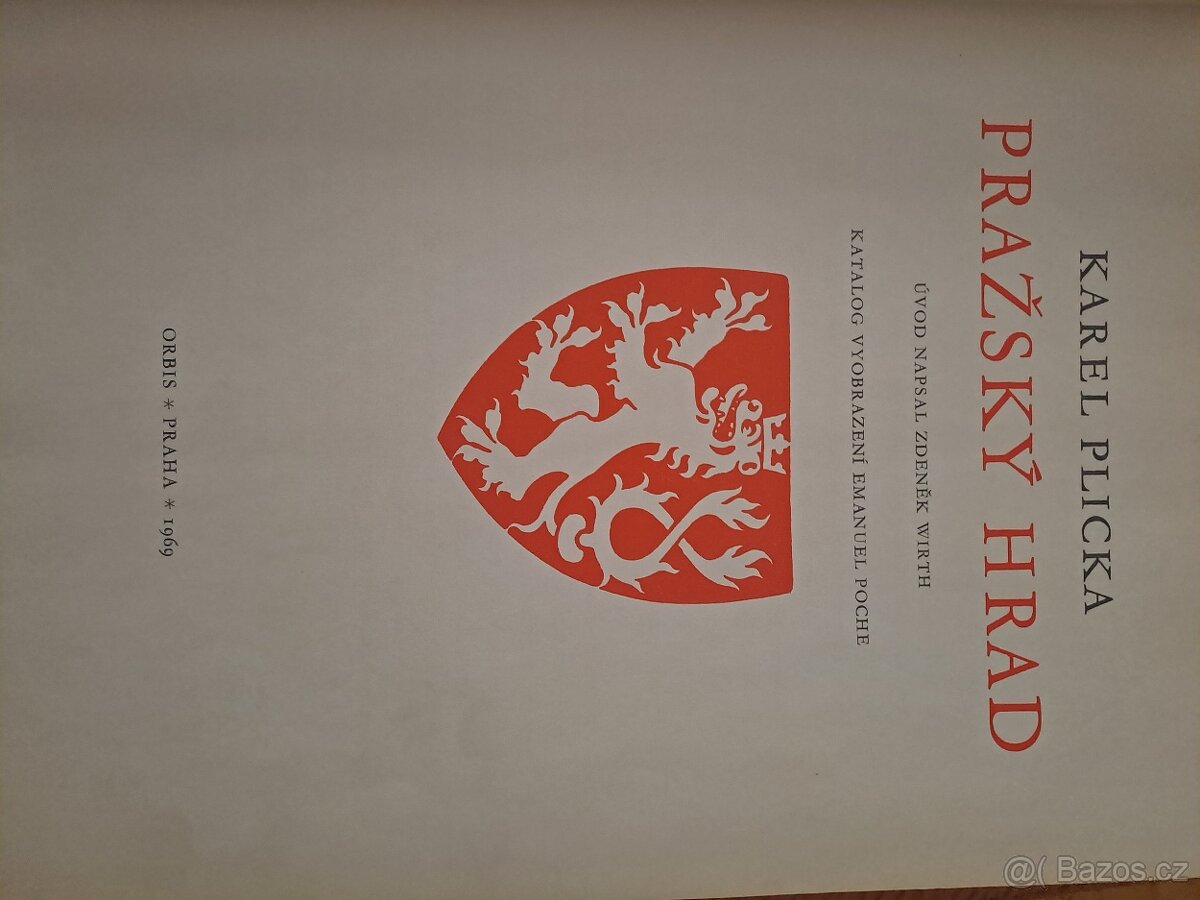 KAREL PLICKA
PRAŽSKÝ HRAD
ÚVOD NAPSAL ZDENĚK WIRTH
KATALOG VYOBRAZENÍ EMANUEL POCHE
ORBIS * PRAHA * 1969
@( Bazos.cz